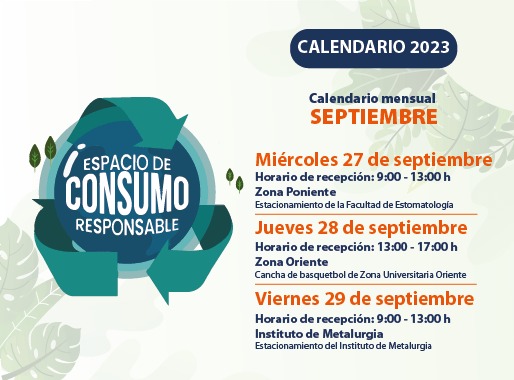 CALENDARIO 2023
Calendario mensual
SEPTIEMBRE
¡ESPACIO DE
CONSUMO
RESPONSABLE
Miércoles 27 de septiembre
Horario de recepción: 9:00 - 13:00 h
Zona Poniente
Estacionamiento de la Facultad de Estomatología
Jueves 28 de septiembre
Horario de recepción: 13:00 - 17:00 h
Zona Oriente
Cancha de basquetbol de Zona Universitaria Oriente
Viernes 29 de septiembre
Horario de recepción: 9:00 - 13:00 h
Instituto de Metalurgia
Estacionamiento del Instituto de Metalurgia